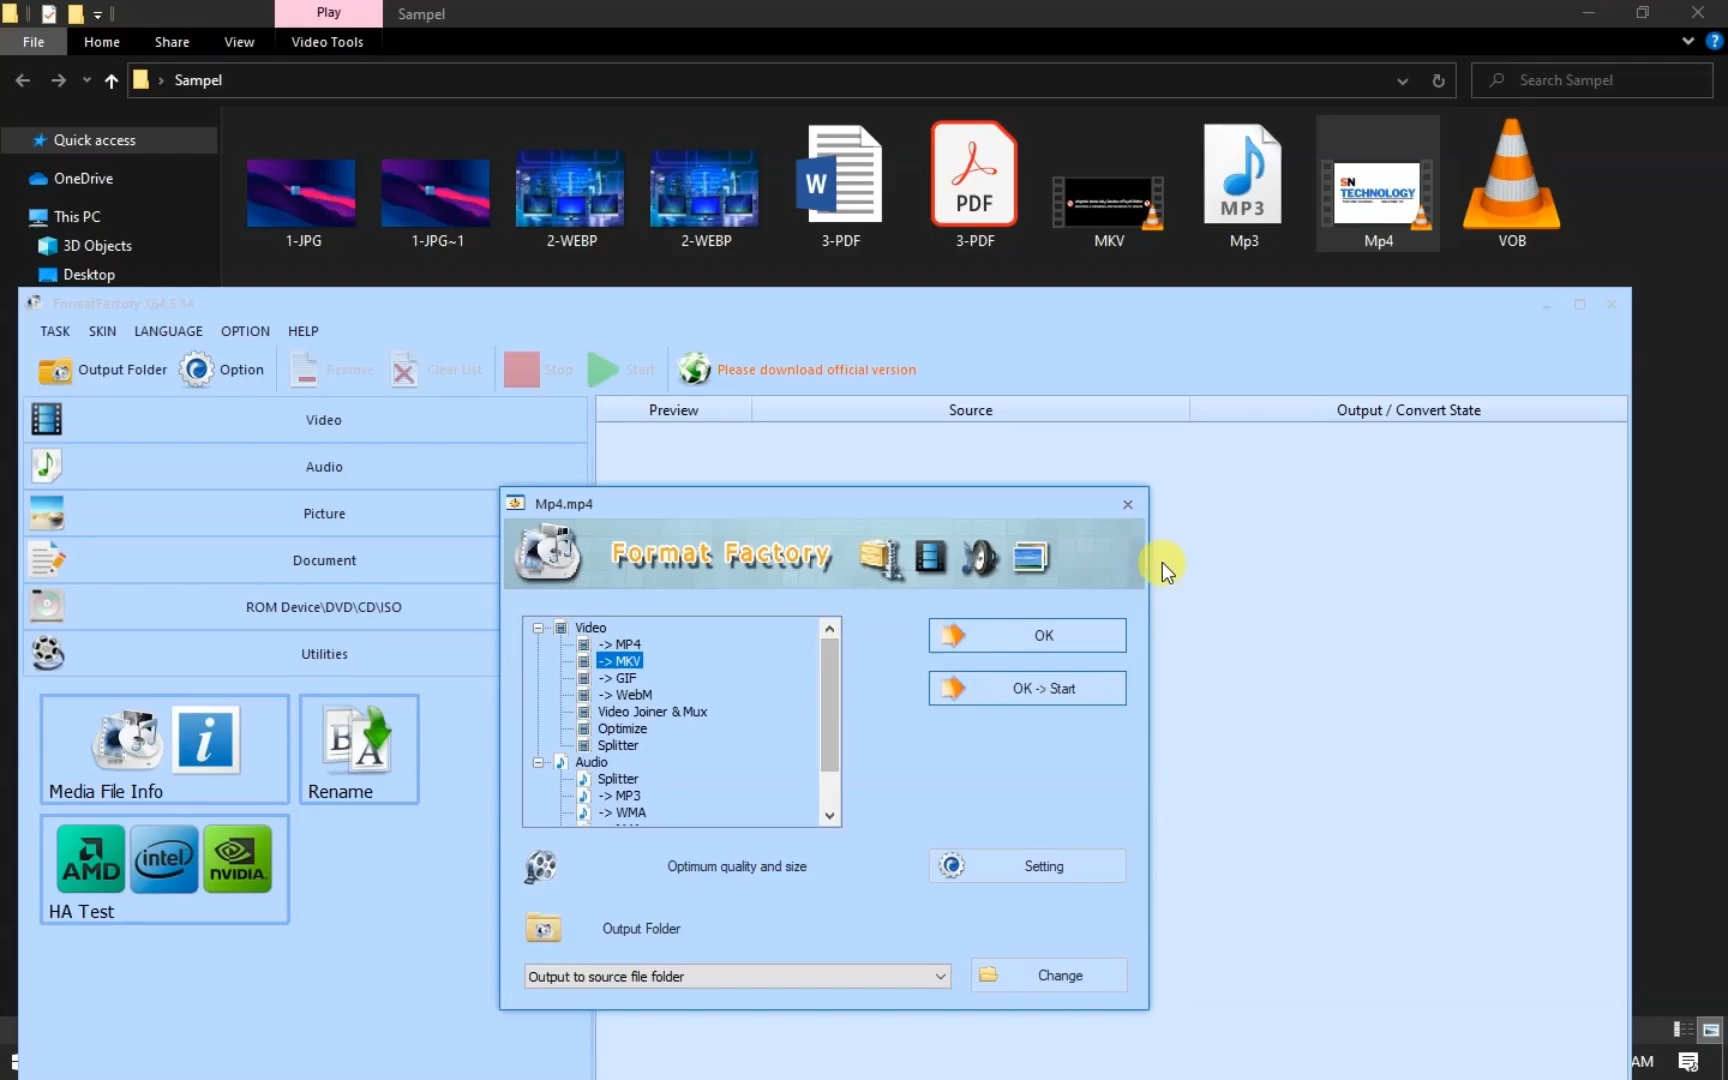 Play
Sampel
File
Home
Share
View
Video Tools
Sampel
Search Sampel
Quick access
OneDrive
This PC
3D Objects
Desktop
W
PDF
MP3
SN
TECHNOLOGY
1-JPG
1-JPG~1
2-WEBP
2-WEBP
3-PDF
3-PDF
MKV
Mp3
Mp4
VOB
FormatFactory X64 5.14
TASK
SKIN
LANGUAGE
OPTION
HELP
Output Folder
Option
Remove
Clear List
Stop
Start
Please download official version
Video
Audio
Picture
Document
ROM Device\DVD\CD\ISO
Utilities
Preview
Source
Output / Convert State
Media File Info
Rename
AMD
intel
NVIDIA.
HA Test
Mp4.mp4
Format Factory
Video
-> MP4
-> MKV
-> GIF
-> WebM
Video Joiner & Mux
Optimize
Splitter
Audio
Splitter
-> MP3
-> WMA
OK
OK -> Start
Optimum quality and size
Setting
Output Folder
Output to source file folder
Change
AM